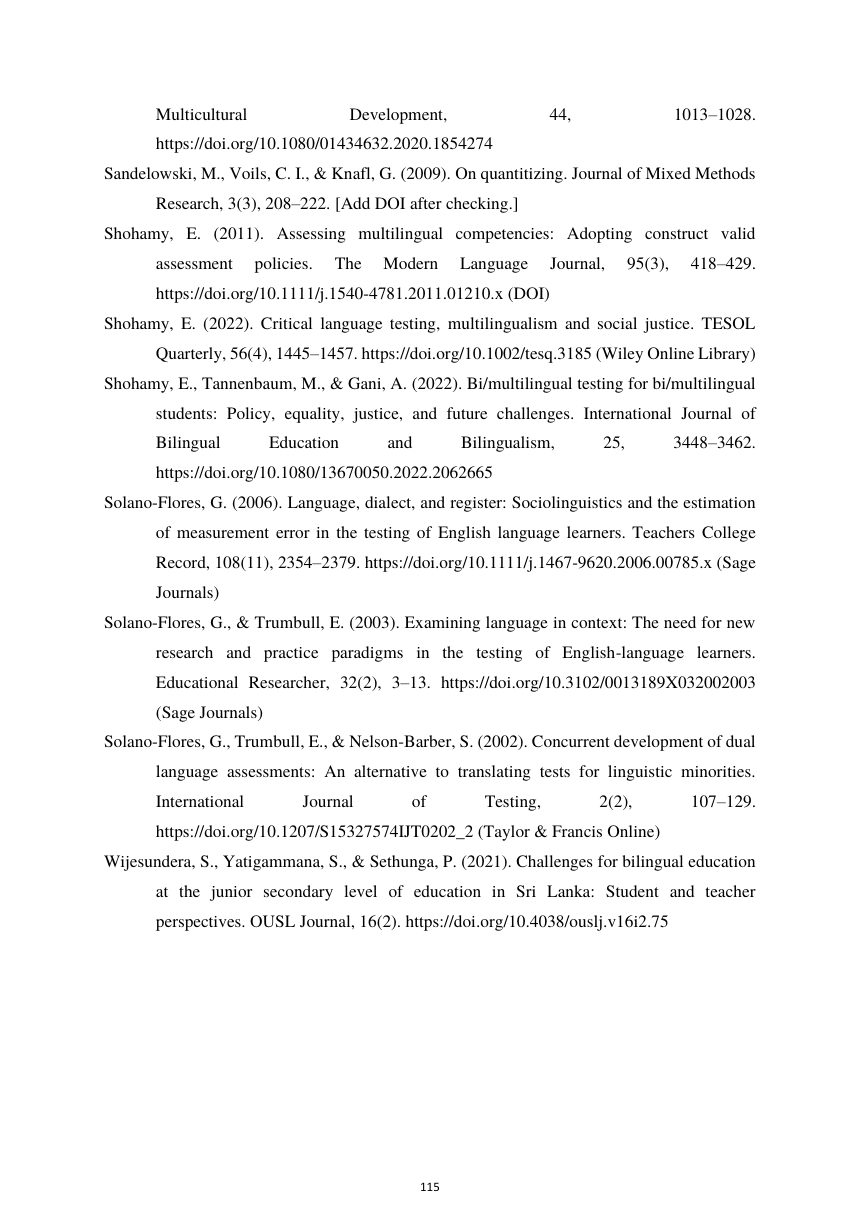 Multicultural Development, 44, 1013–1028.
https://doi.org/10.1080/01434632.2020.1854274
Sandelowski, M., Voils, C. I., & Knafl, G. (2009). On quantitizing. Journal of Mixed Methods
Research, 3(3), 208–222. [Add DOI after checking.]
Shohamy, E. (2011). Assessing multilingual competencies: Adopting construct valid
assessment policies. The Modern Language Journal, 95(3), 418–429.
https://doi.org/10.1111/j.1540-4781.2011.01210.x (DOI)
Shohamy, E. (2022). Critical language testing, multilingualism and social justice. TESOL
Quarterly, 56(4), 1445–1457. https://doi.org/10.1002/tesq.3185 (Wiley Online Library)
Shohamy, E., Tannenbaum, M., & Gani, A. (2022). Bi/multilingual testing for bi/multilingual
students: Policy, equality, justice, and future challenges. International Journal of
Bilingual Education and Bilingualism, 25, 3448–3462.
https://doi.org/10.1080/13670050.2022.2062665
Solano-Flores, G. (2006). Language, dialect, and register: Sociolinguistics and the estimation
of measurement error in the testing of English language learners. Teachers College
Record, 108(11), 2354–2379. https://doi.org/10.1111/j.1467-9620.2006.00785.x (Sage
Journals)
Solano-Flores, G., & Trumbull, E. (2003). Examining language in context: The need for new
research and practice paradigms in the testing of English-language learners.
Educational Researcher, 32(2), 3–13. https://doi.org/10.3102/0013189X032002003
(Sage Journals)
Solano-Flores, G., Trumbull, E., & Nelson-Barber, S. (2002). Concurrent development of dual
language assessments: An alternative to translating tests for linguistic minorities.
International Journal of Testing, 2(2), 107–129.
https://doi.org/10.1207/S15327574IJT0202_2 (Taylor & Francis Online)
Wijesundera, S., Yatigammana, S., & Sethunga, P. (2021). Challenges for bilingual education
at the junior secondary level of education in Sri Lanka: Student and teacher
perspectives. OUSL Journal, 16(2). https://doi.org/10.4038/ouslj.v16i2.75
115